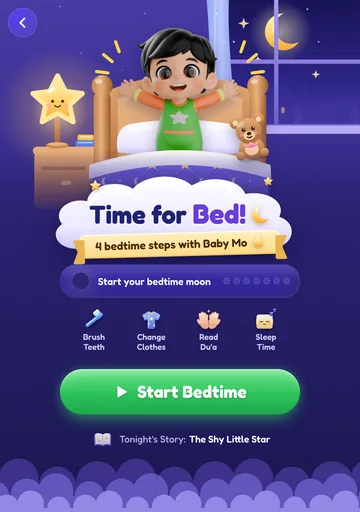 Time for Bed!
4 bedtime steps with Baby Mo
Start your bedtime moon
Brush
Teeth
Change
Clothes
Read
Du'a
Sleep
Time
Start Bedtime
Tonight's Story: The Shy Little Star